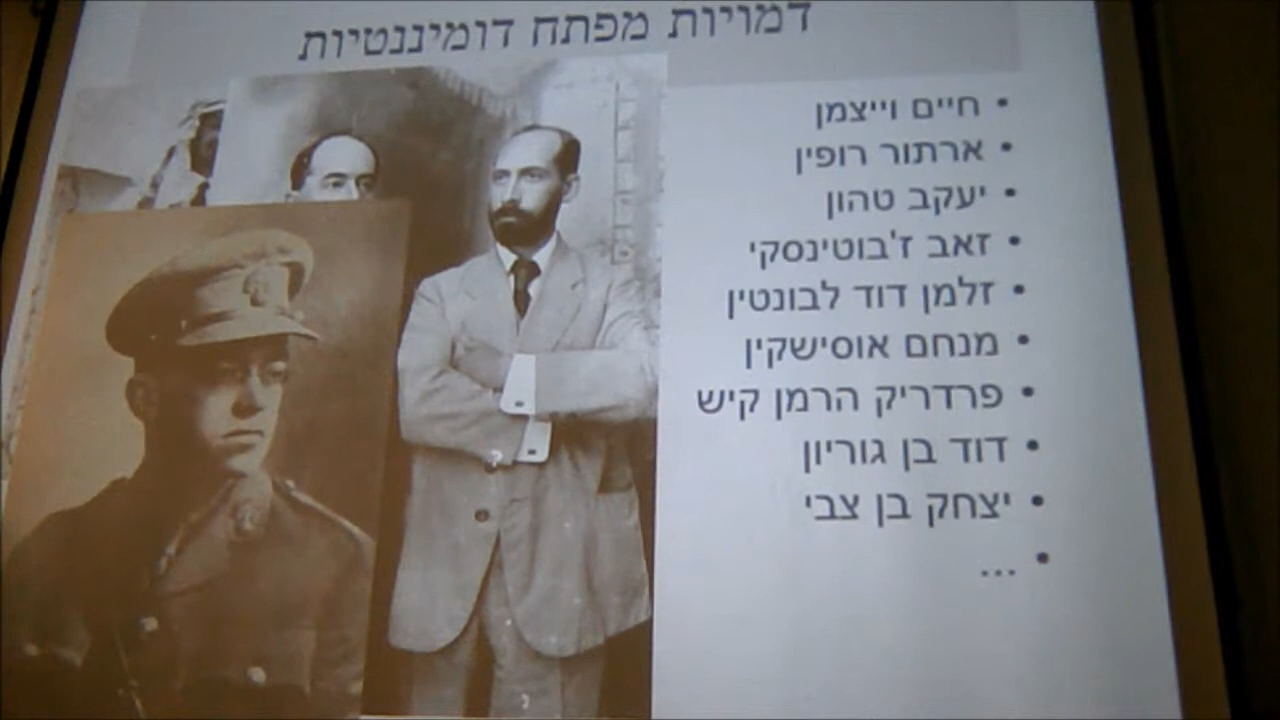 דמויות מפתח דומיננטיות
• חיים וייצמן
• ארתור רופין
• יעקב טהון
• זאב ז'בוטינסקי
• זלמן דוד לבונטין
• מנחם אוסישקין
• פרדריק הרמן קיש
• דוד בן גוריון
• יצחק בן צבי
• ...